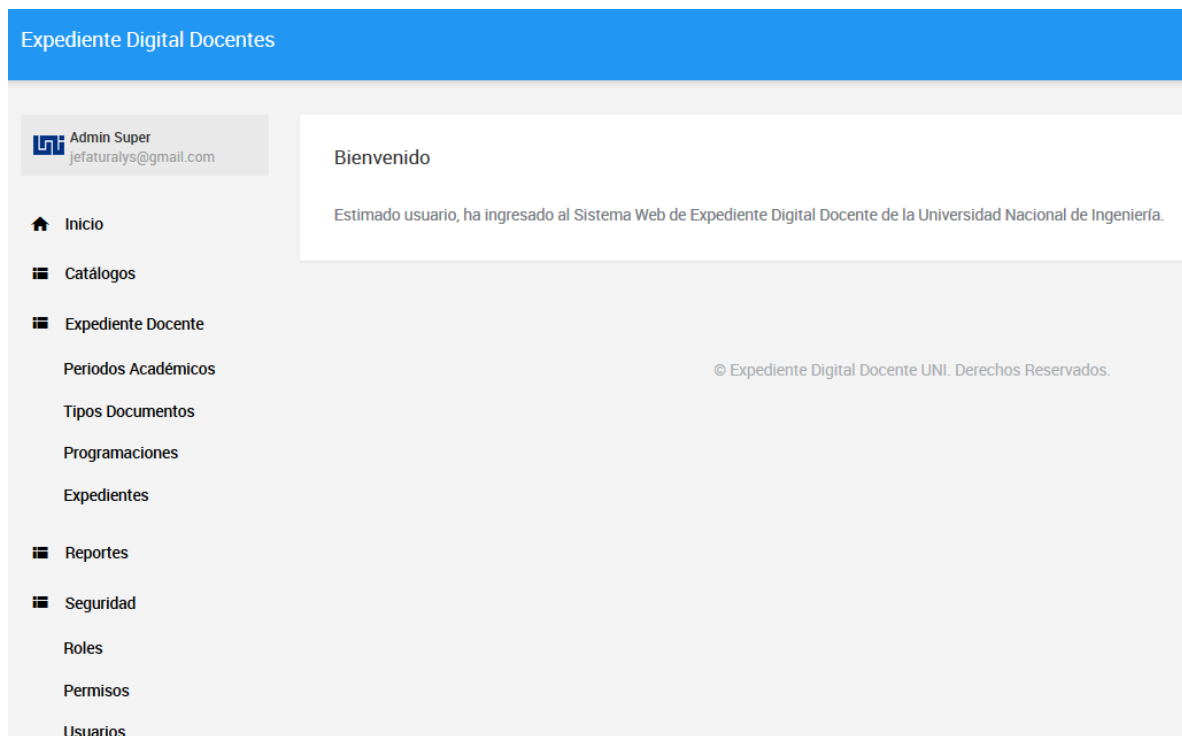 Expediente Digital Docentes
Admin Super
jefaturalys@gmail.com
Bienvenido
Estimado usuario, ha ingresado al Sistema Web de Expediente Digital Docente de la Universidad Nacional de Ingeniería.
Inicio
Catálogos
Expediente Docente
Periodos Académicos
Tipos Documentos
Programaciones
Expedientes
Reportes
Seguridad
Roles
Permisos
Usuarios
© Expediente Digital Docente UNI. Derechos Reservados.